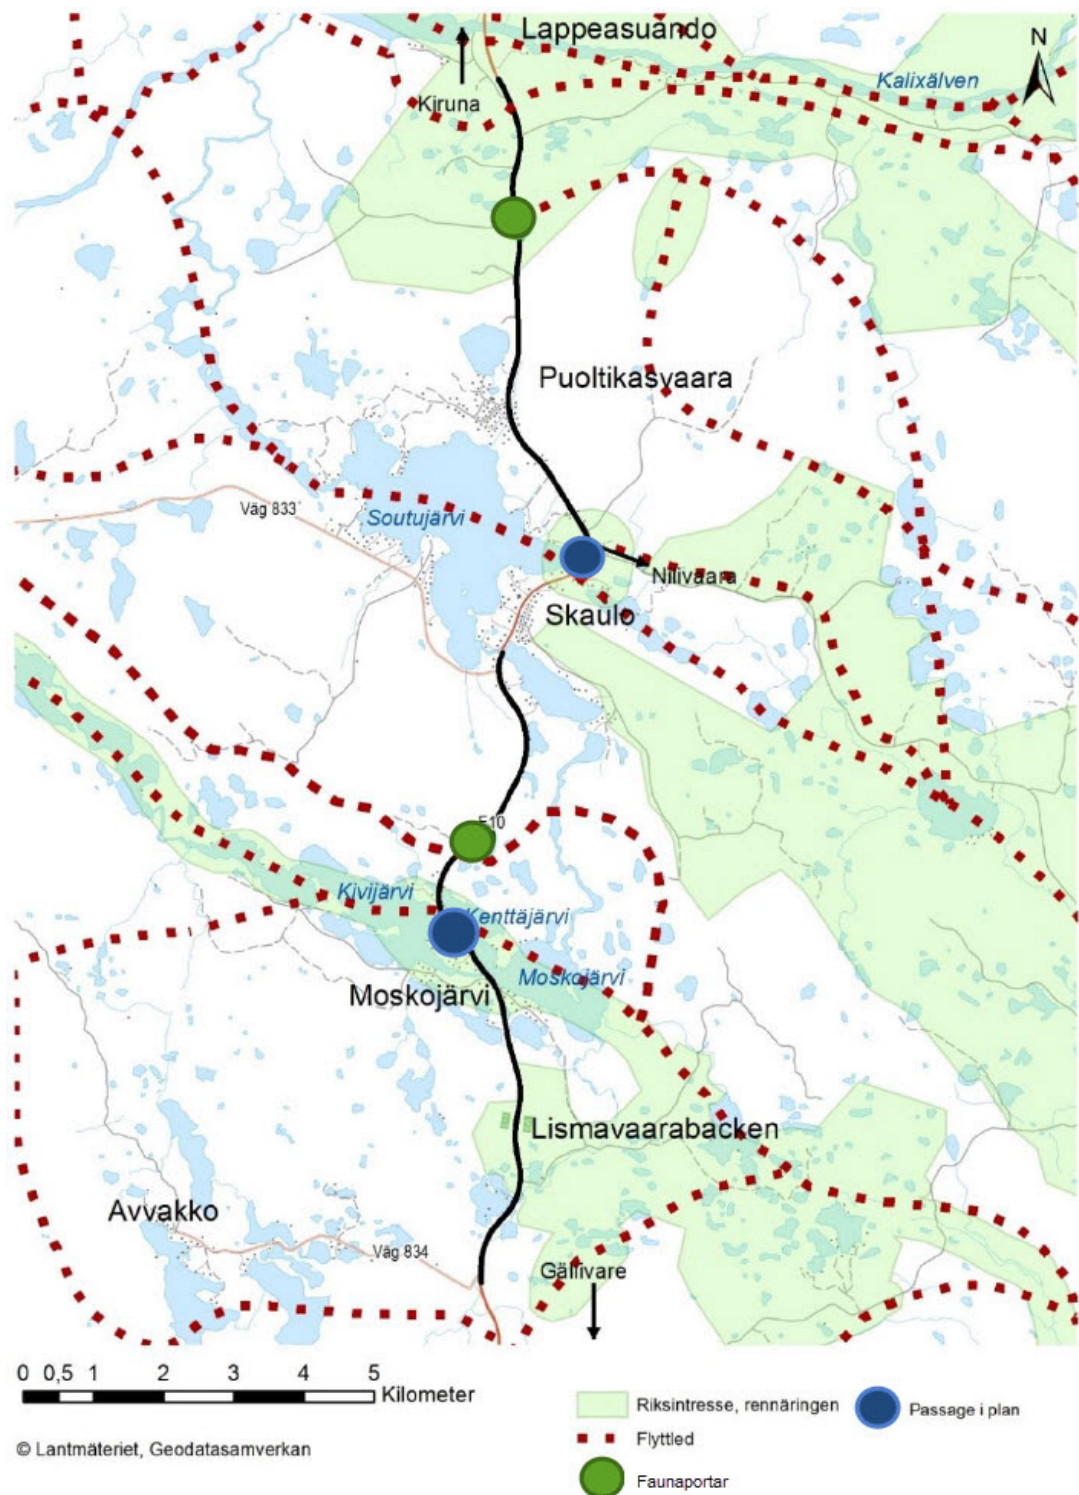 Lappeasuando
N
Kalixälven
Kiruna
Puoltikasvaara
Väg 833
Soutujärvi
Nilivaara
Skaulo
E10
Kivijärvi
Kenttäjärvi
Moskojärvi
Moskojärvi
Lismavaarabacken
Avvakko
Väg 834
Gällivare
0 0,5 1 2 3 4 5
Kilometer
Riksintresse, rennäringen
Passage i plan
Flyttled
© Lantmäteriet, Geodatasamverkan
Faunaportar